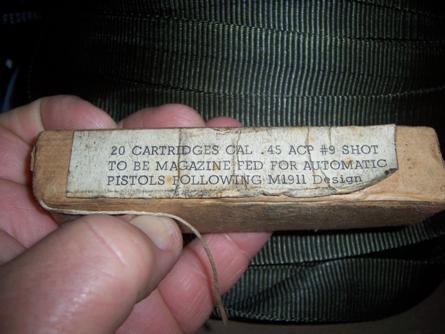 20 CARTRIDGES CAL .45 ACP #9 SHOT
TO BE MAGAZINE FED FOR AUTOMATIC
PISTOLS FOLLOWING M1911 Design